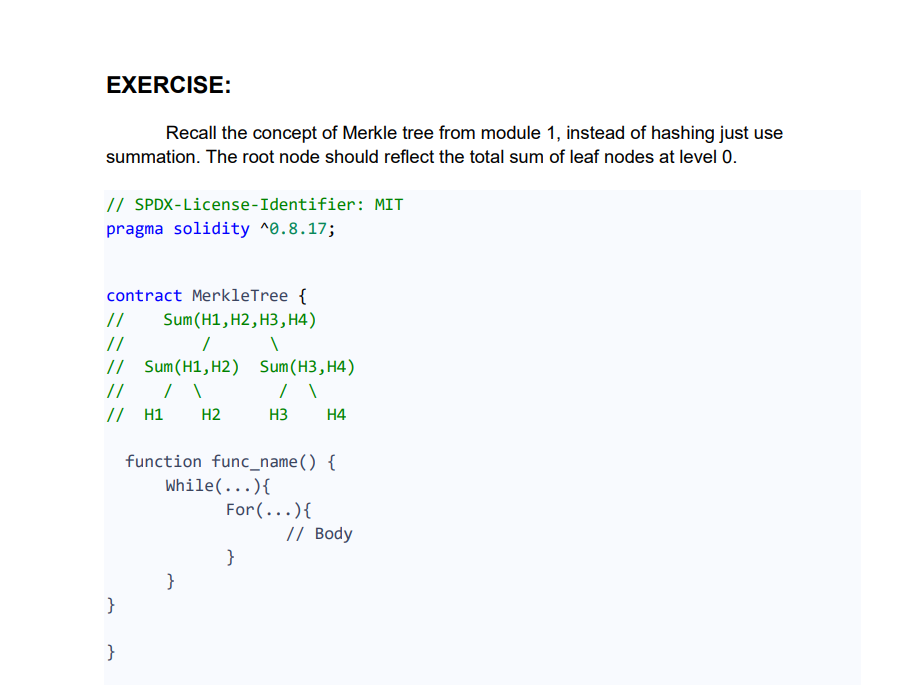 EXERCISE:
Recall the concept of Merkle tree from module 1, instead of hashing just use
summation. The root node should reflect the total sum of leaf nodes at level 0.
// SPDX-License-Identifier: MIT
pragma solidity ^0.8.17;
contract MerkleTree {
//    Sum(H1,H2,H3,H4)
//        /      \
//  Sum(H1,H2)  Sum(H3,H4)
//    /  \        /  \
//  H1    H2     H3    H4
function func_name() {
While(...){
For(...){
// Body
}
}
}
}